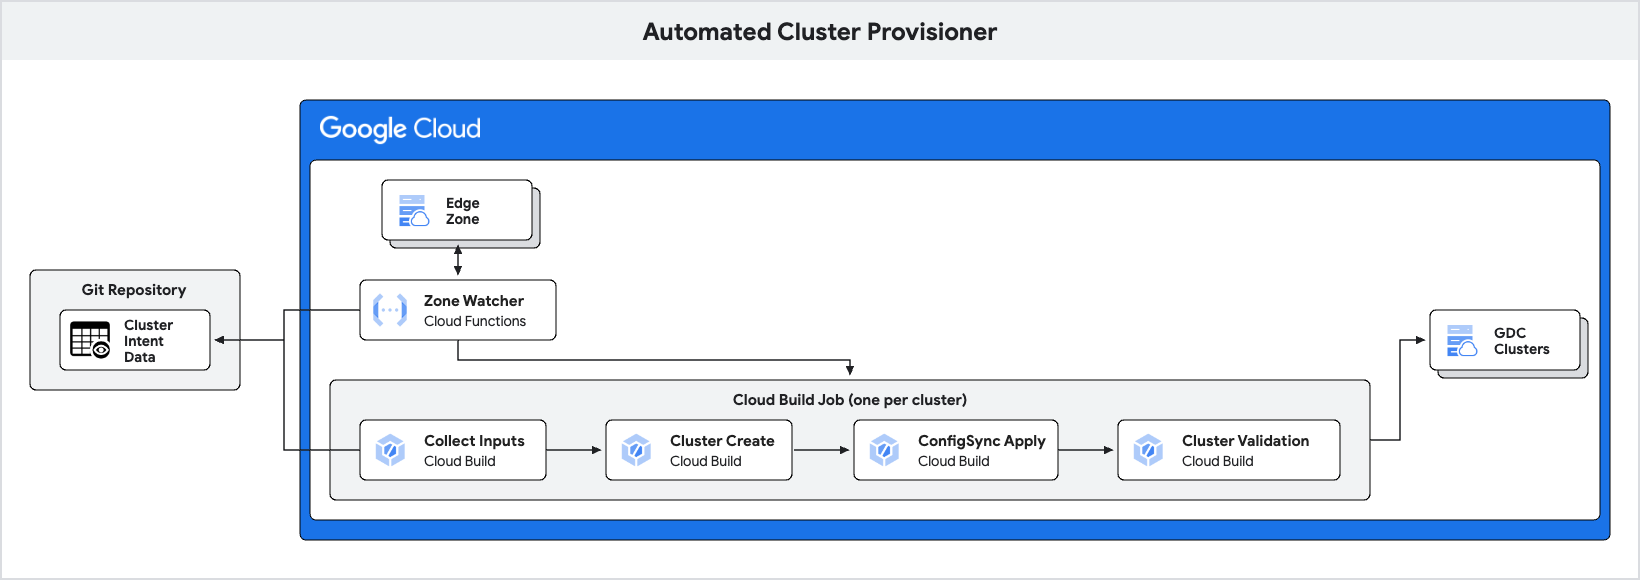 Automated Cluster Provisioner
Google Cloud
Edge
Zone
Git Repository
Cluster
Intent
Data
Zone Watcher
Cloud Functions
GDC
Clusters
Cloud Build Job (one per cluster)
Collect Inputs
Cloud Build
Cluster Create
Cloud Build
ConfigSync Apply
Cloud Build
Cluster Validation
Cloud Build